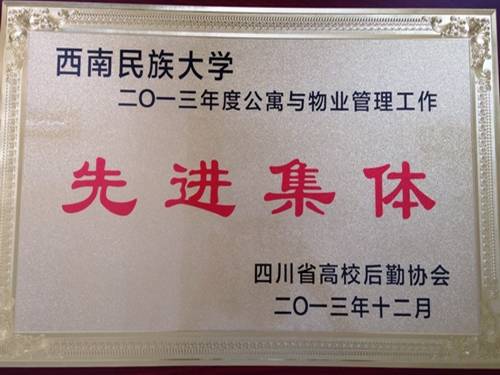 西南民族大学
二〇一三年度公寓与物业管理工作
先进集体
四川省高校后勤协会
二〇一三年十二月